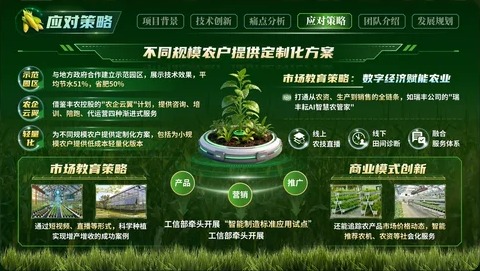 应对策略
项目背景
技术创新
痛点分析
应对策略
团队介绍
发展规划
不同规模农户提供定制化方案
示范
园区
与地方政府合作建立示范园区，展示技术效果，平
均节水51%，省肥50%
农企
云翼
借鉴丰农控股的"农企云翼"计划，提供咨询、培
训、陪跑、代运营四种渐进式服务
轻量
化
为不同规模农户提供定制化方案，包括为小规
模农户提供低成本轻量化版本
市场教育策略： 数字经济赋能农业
打通从农资、生产到销售的全链条，如瑞丰公司的"瑞
丰耘AI智慧农管家"
线上
农技直播
线下
田间诊断
融合
服务体系
市场教育策略
通过短视频、直播等形式，科学种植
实现增产增收的成功案例
产品
营销
推广
工信部牵头开展"智能制造标准应用试点"
工信部牵头开展
商业模式创新
还能追踪农产品市场价格动态，智能
推荐农机、农资等社会化服务